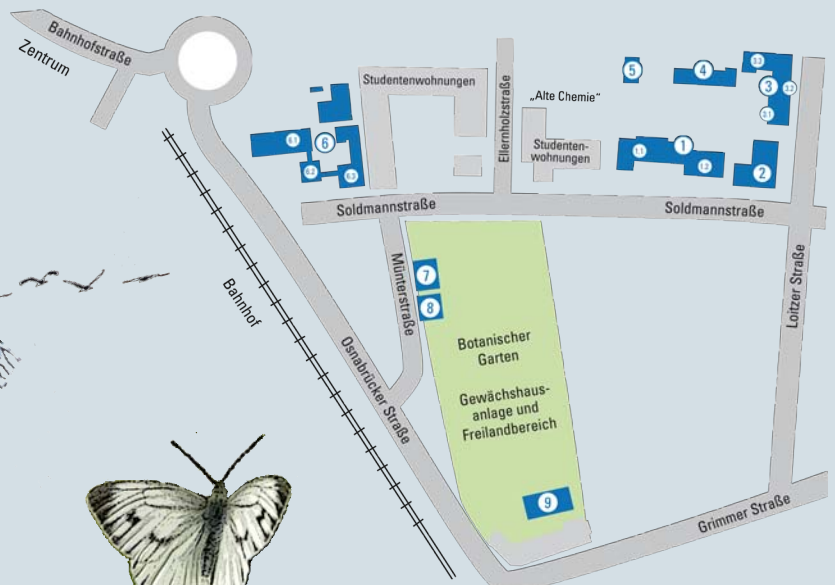 Bahnhofstraße
Zentrum
Studentenwohnungen
Ellernholzstraße
„Alte Chemie“
Studenten-
wohnungen
5
4
3.3
3
3.2
3.1
1
1.1
1.2
2
6.1
6
6.2
6.3
Soldmannstraße
Soldmannstraße
Münterstraße
7
8
Bahnhof
Osnabrücker Straße
Loitzer Straße
Botanischer
Garten
Gewächshaus-
anlage und
Freilandbereich
9
Grimmer Straße